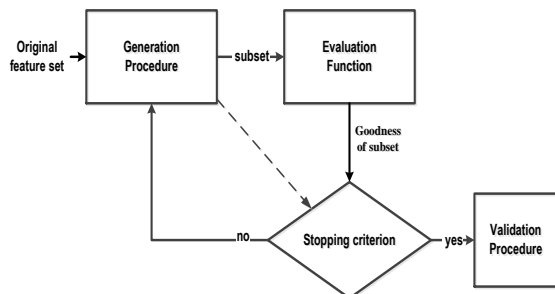 Original
feature set
Generation
Procedure
subset
Evaluation
Function
Goodness
of subset
Stopping criterion
no
yes
Validation
Procedure